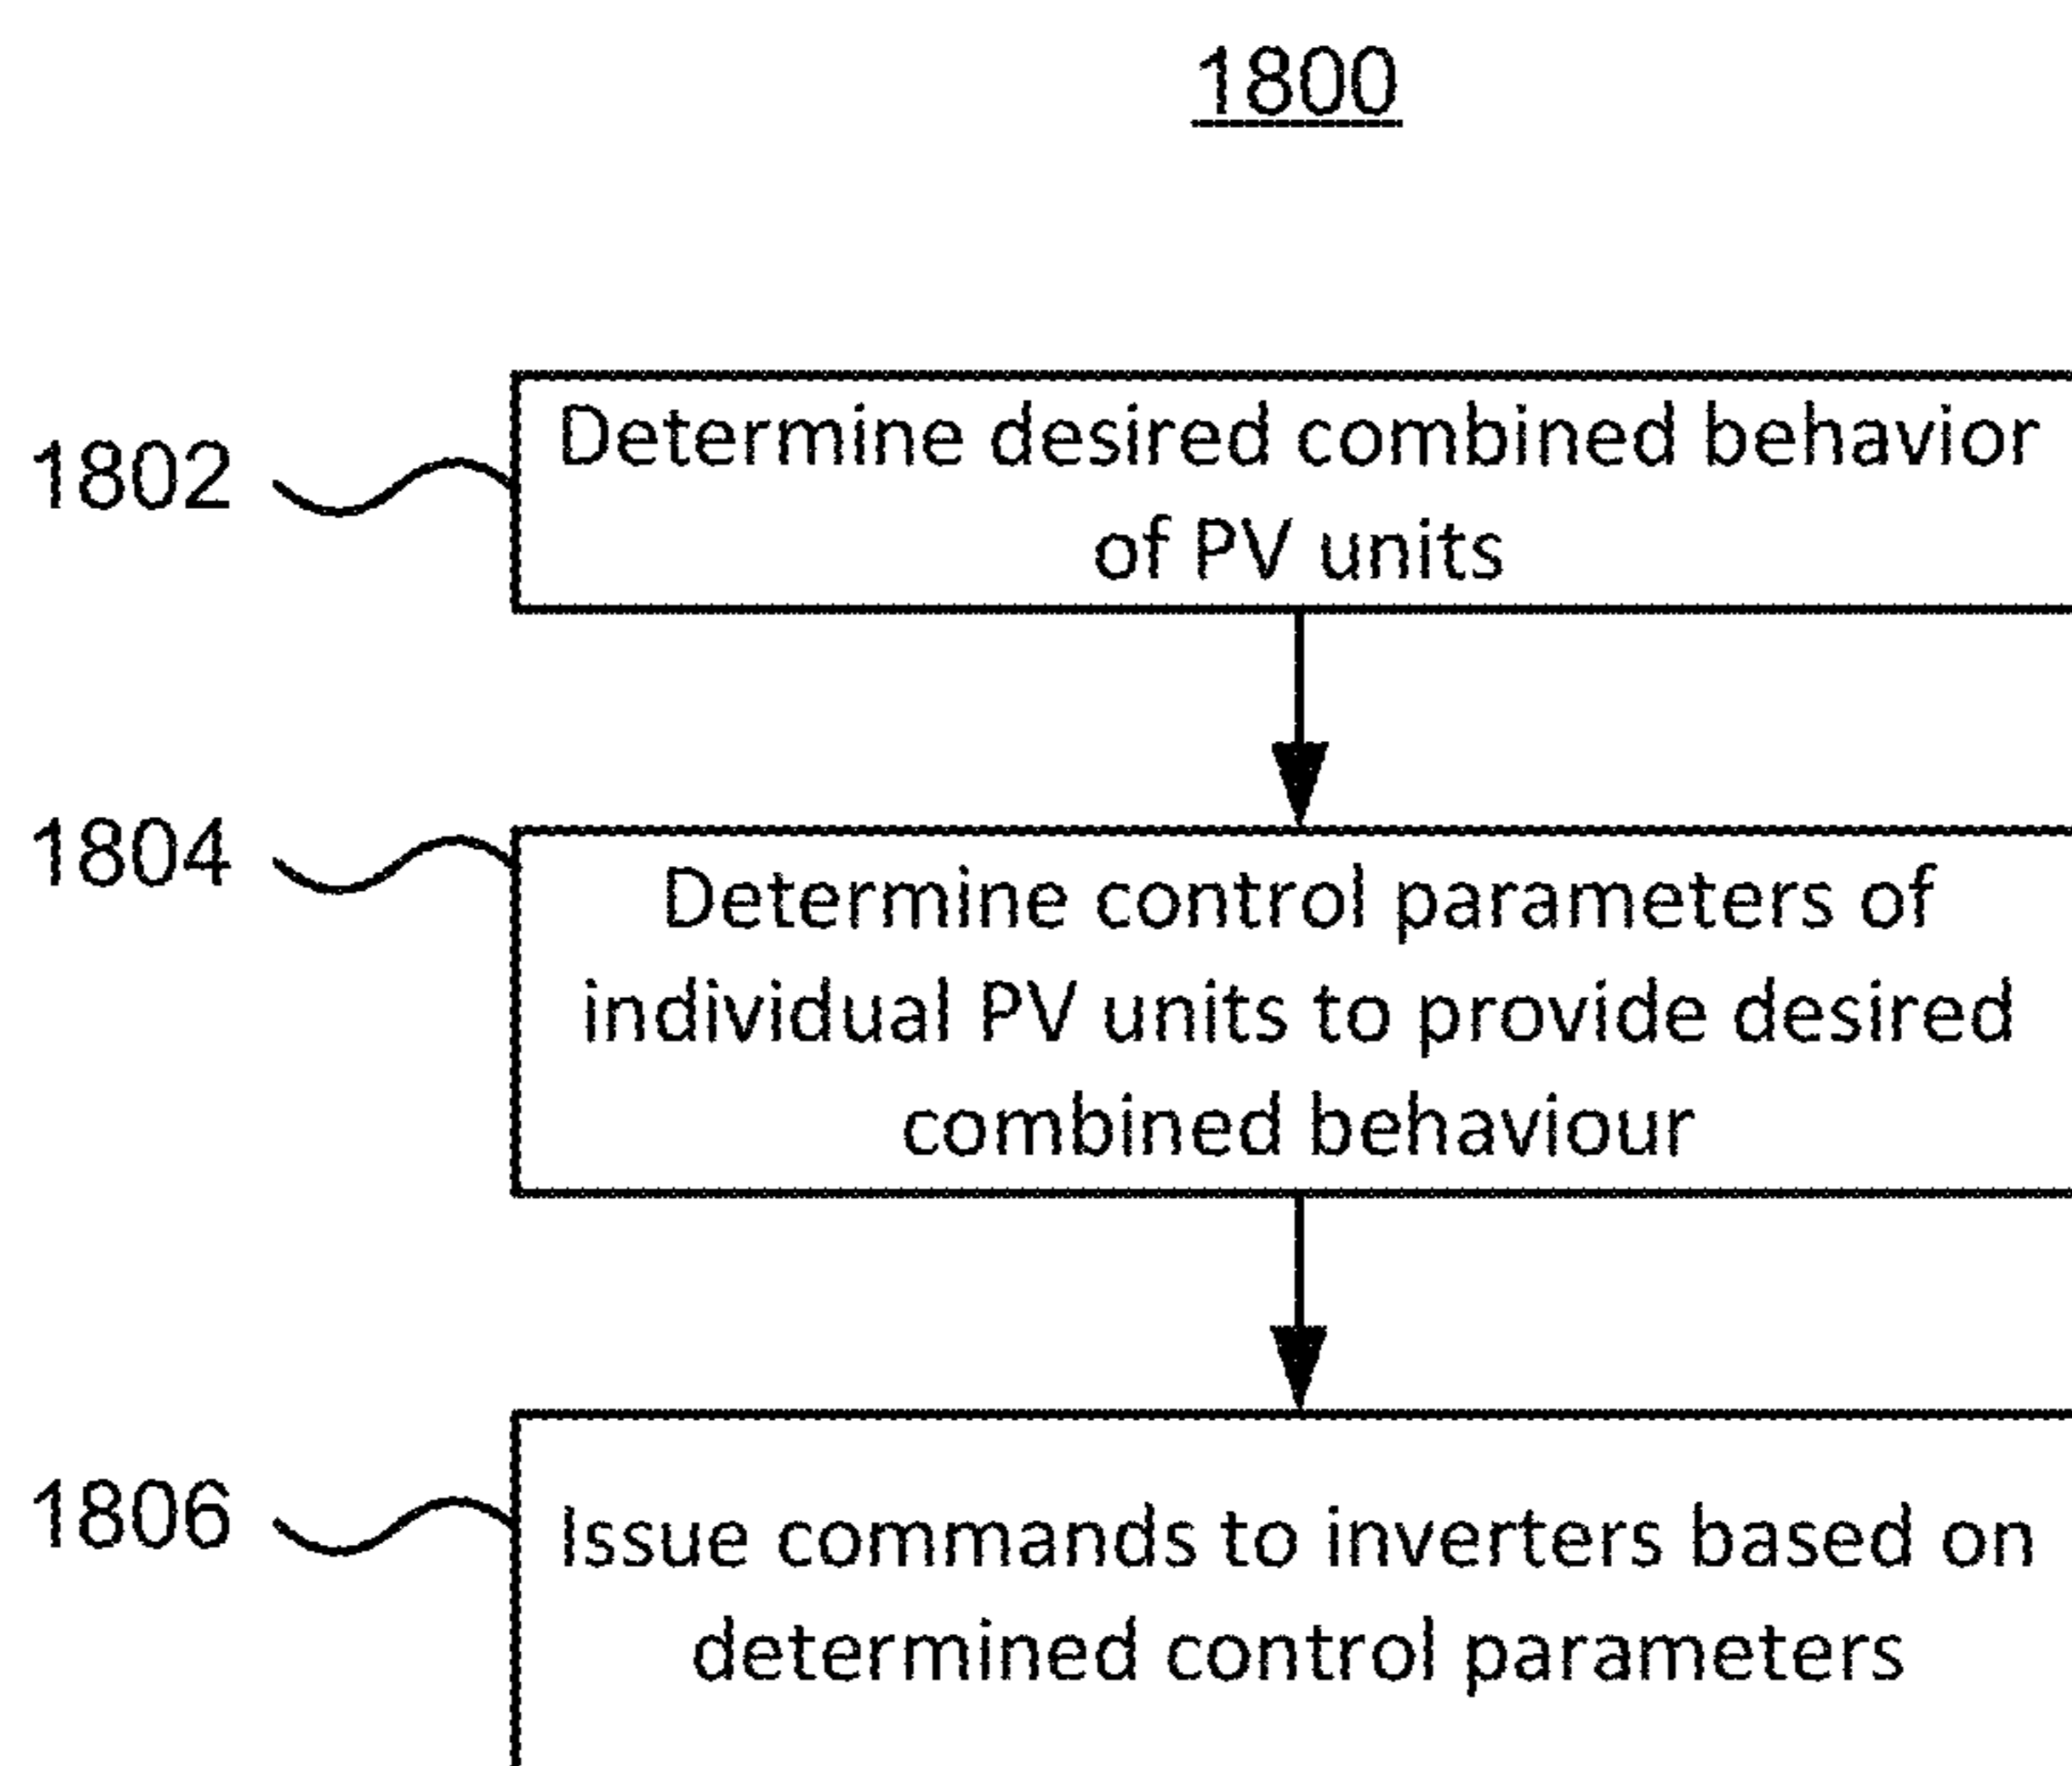 1800
1802
Determine desired combined behavior
of PV units
1804
Determine control parameters of
individual PV units to provide desired
combined behaviour
1806
Issue commands to inverters based on
determined control parameters